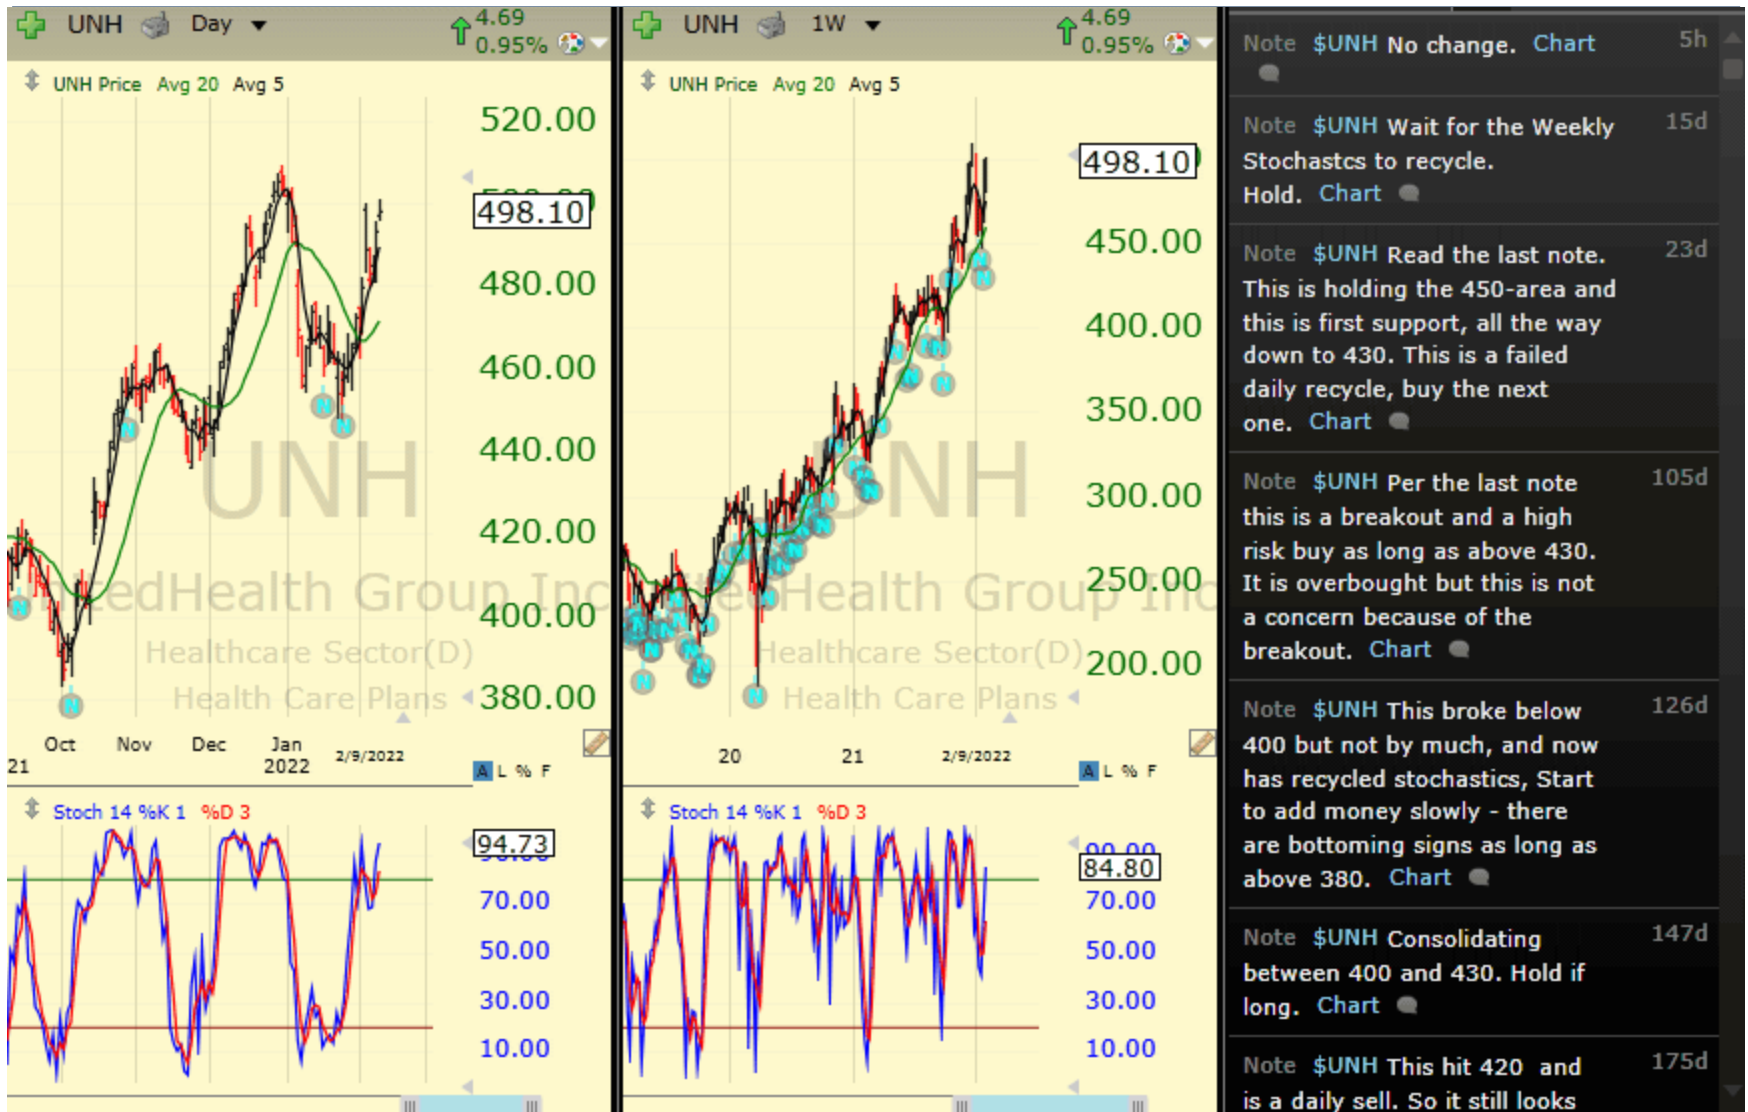 UNH Day 4.69
0.95%
UNH Price Avg 20 Avg 5
520.00
498.10
480.00
460.00
440.00
420.00
400.00
380.00
UNH
edHealth Group Inc
Healthcare Sector(D)
Health Care Plans
Oct Nov Dec Jan 2/9/2022
21 2022
A L % F
Stoch 14 %K 1 %D 3
94.73
70.00
50.00
30.00
10.00
UNH 1W 4.69
0.95%
UNH Price Avg 20 Avg 5
498.10
450.00
400.00
350.00
300.00
250.00
200.00
UNH
edHealth Group Inc
Healthcare Sector(D)
Health Care Plans
20 21 2/9/2022
A L % F
Stoch 14 %K 1 %D 3
90.00
84.80
70.00
50.00
30.00
10.00
Note $UNH No change. Chart 5h
Note $UNH Wait for the Weekly 15d
Stochastcs to recycle.
Hold. Chart
Note $UNH Read the last note. 23d
This is holding the 450-area and
this is first support, all the way
down to 430. This is a failed
daily recycle, buy the next
one. Chart
Note $UNH Per the last note 105d
this is a breakout and a high
risk buy as long as above 430.
It is overbought but this is not
a concern because of the
breakout. Chart
Note $UNH This broke below 126d
400 but not by much, and now
has recycled stochastics, Start
to add money slowly - there
are bottoming signs as long as
above 380. Chart
Note $UNH Consolidating 147d
between 400 and 430. Hold if
long. Chart
Note $UNH This hit 420 and 175d
is a daily sell. So it still looks